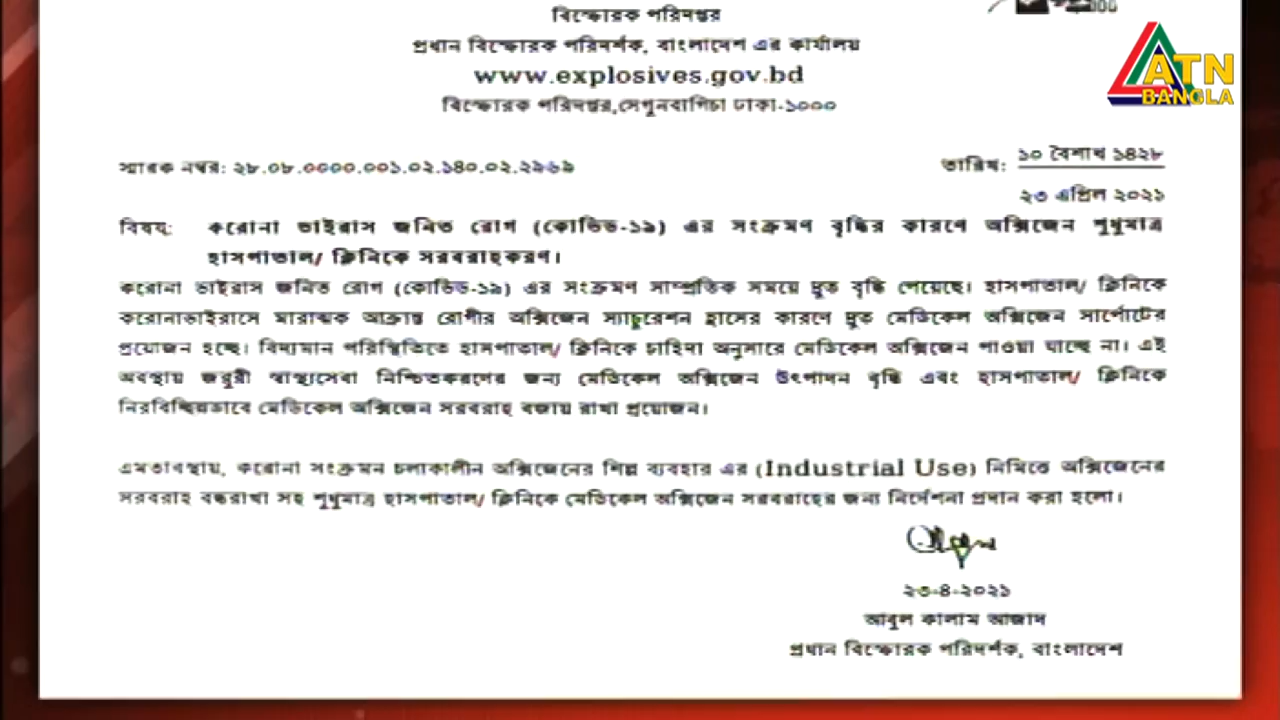 বিস্ফোরক পরিদপ্তর
প্রধান বিস্ফোরক পরিদর্শক, বাংলাদেশ এর কার্যালয়
www.explosives.gov.bd
বিস্ফোরক পরিদপ্তর,সেগুনবাগিচা ঢাকা-১০০০
ATN
BANGLA
স্মারক নম্বর: ২৮.০৮.০০০০.০০১.০২.১৪০.০২.২৯৬৯
তারিখ: ১০ বৈশাখ ১৪২৮
২৩ এপ্রিল ২০২১
বিষয়: করোনা ভাইরাস জনিত রোগ (কোভিড-১৯) এর সংক্রমণ বৃদ্ধির কারণে অক্সিজেন শুধুমাত্র
হাসপাতাল/ ক্লিনিকে সরবরাহকরণ।
করোনা ভাইরাস জনিত রোগ (কোভিড-১৯) এর সংক্রমণ সাম্প্রতিক সময়ে দ্রুত বৃদ্ধি পেয়েছে। হাসপাতাল/ ক্লিনিকে
করোনাভাইরাসে মারাত্মক আক্রান্ত রোগীর অক্সিজেন স্যাচুরেশন হ্রাসের কারণে দ্রুত মেডিকেল অক্সিজেন সার্পোটের
প্রয়োজন হচ্ছে। বিদ্যমান পরিস্থিতিতে হাসপাতাল/ ক্লিনিকে চাহিদা অনুসারে মেডিকেল অক্সিজেন পাওয়া যাচ্ছে না। এই
অবস্থায় জরুরী স্বাস্থ্যসেবা নিশ্চিতকরণের জন্য মেডিকেল অক্সিজেন উৎপাদন বৃদ্ধি এবং হাসপাতাল/ ক্লিনিকে
নিরবিচ্ছিন্নভাবে মেডিকেল অক্সিজেন সরবরাহ বজায় রাখা প্রয়োজন।
এমতাবস্থায়, করোনা সংক্রমন চলাকালীন অক্সিজেনের শিল্প ব্যবহার এর (Industrial Use) নিমিত্তে অক্সিজেনের
সরবরাহ বন্ধরাখা সহ শুধুমাত্র হাসপাতাল/ ক্লিনিকে মেডিকেল অক্সিজেন সরবরাহের জন্য নির্দেশনা প্রদান করা হলো।
২৩-৪-২০২১
আবুল কালাম আজাদ
প্রধান বিস্ফোরক পরিদর্শক, বাংলাদেশ